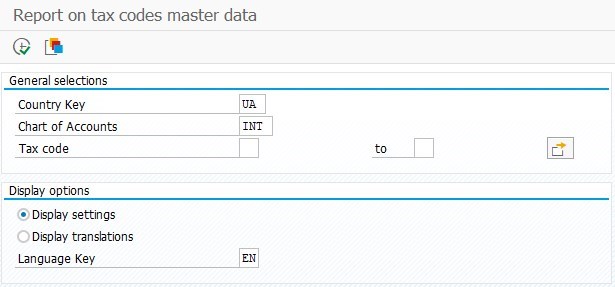 Report on tax codes master data
General selections
Country Key UA
Chart of Accounts INT
Tax code to
Display options
Display settings
Display translations
Language Key EN